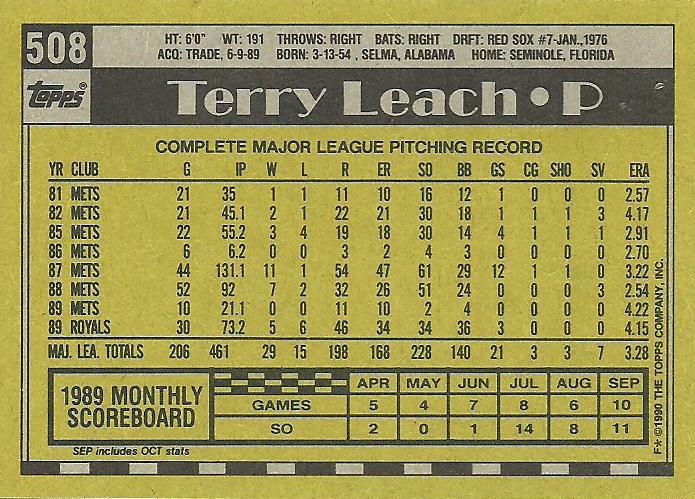 508
HT: 6'0" WT: 191 THROWS: RIGHT BATS: RIGHT DRFT: RED SOX #7-JAN.,1976
ACQ: TRADE, 6-9-89 BORN: 3-13-54 , SELMA, ALABAMA HOME: SEMINOLE, FLORIDA
Topps®
Terry Leach • P
COMPLETE MAJOR LEAGUE PITCHING RECORD
YR CLUB G IP W L R ER SO BB GS CG SHO SV ERA
81 METS 21 35 1 1 11 10 16 12 1 0 0 0 2.57
82 METS 21 45.1 2 1 22 21 30 18 1 1 1 3 4.17
85 METS 22 55.2 3 4 19 18 30 14 4 1 1 1 2.91
86 METS 6 6.2 0 0 3 2 4 3 0 0 0 0 2.70
87 METS 44 131.1 11 1 54 47 61 29 12 1 1 0 3.22
88 METS 52 92 7 2 32 26 51 24 0 0 0 3 2.54
89 METS 10 21.1 0 0 11 10 2 4 0 0 0 0 4.22
89 ROYALS 30 73.2 5 6 46 34 34 36 3 0 0 0 4.15
MAJ. LEA. TOTALS 206 461 29 15 198 168 228 140 21 3 3 7 3.28
1989 MONTHLY SCOREBOARD
APR MAY JUN JUL AUG SEP
GAMES 5 4 7 8 6 10
SO 2 0 1 14 8 11
SEP includes OCT stats
F* ©1990 THE TOPPS COMPANY, INC.